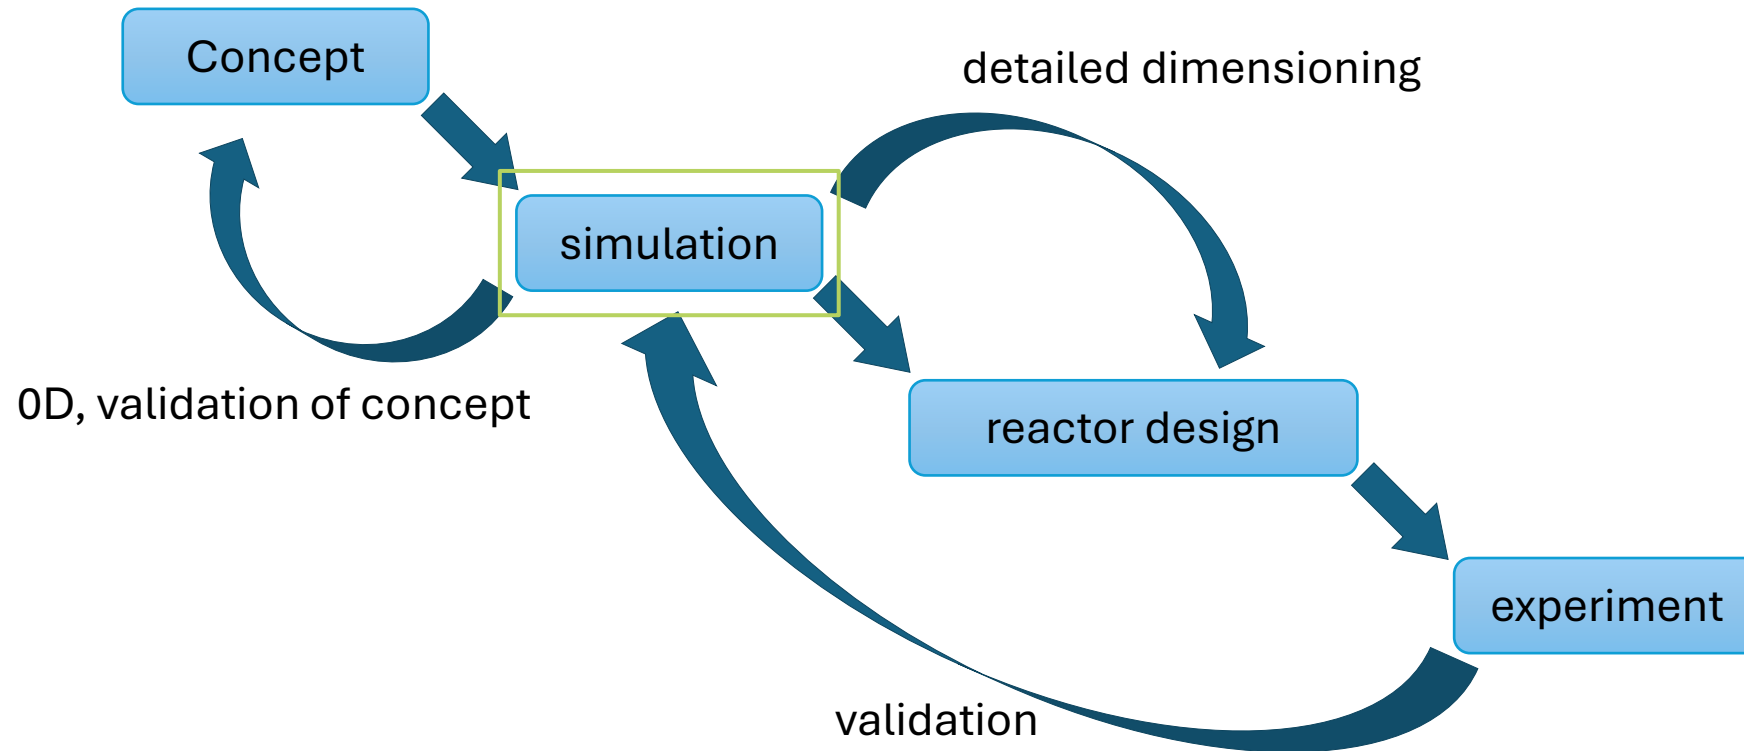 Concept
detailed dimensioning
simulation
0D, validation of concept
reactor design
experiment
validation